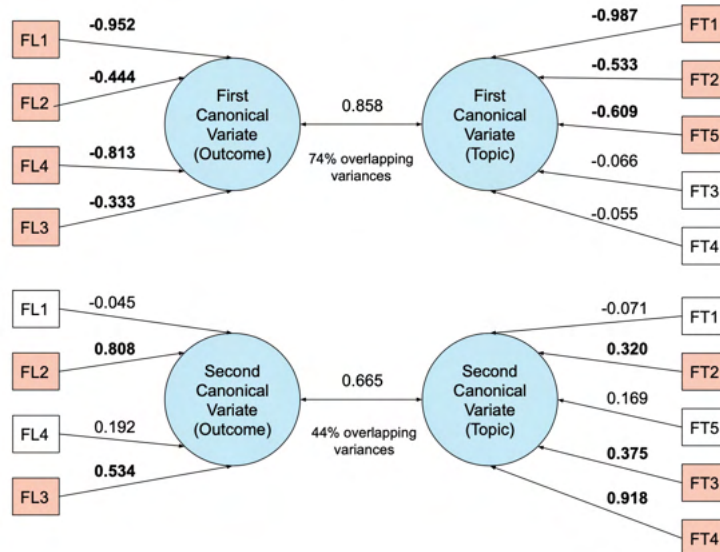 FL1
-0.952
FL2
-0.444
FL4
-0.813
FL3
-0.333
First
Canonical
Variate
(Outcome)
0.858
74% overlapping
variances
First
Canonical
Variate
(Topic)
-0.987
FT1
-0.533
FT2
-0.609
FT5
-0.066
FT3
-0.055
FT4
FL1
-0.045
FL2
0.808
FL4
0.192
FL3
0.534
Second
Canonical
Variate
(Outcome)
0.665
44% overlapping
variances
Second
Canonical
Variate
(Topic)
-0.071
FT1
0.320
FT2
0.169
FT5
0.375
FT3
0.918
FT4